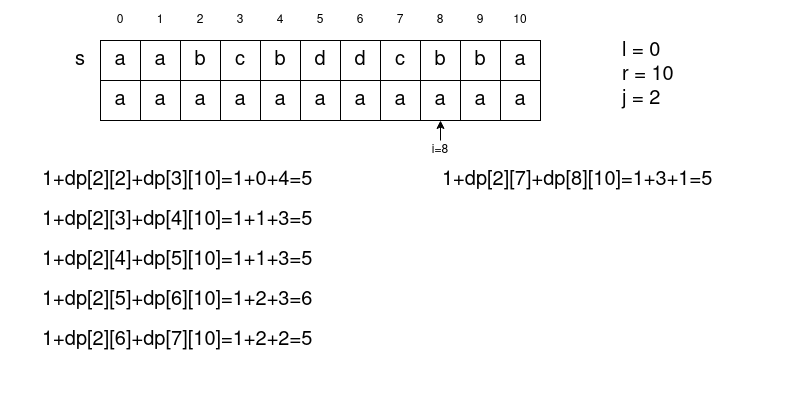 0 1 2 3 4 5 6 7 8 9 10
s a a b c b d d c b b a
a a a a a a a a a a a
l = 0
r = 10
j = 2
i=8
1+dp[2][2]+dp[3][10]=1+0+4=5
1+dp[2][3]+dp[4][10]=1+1+3=5
1+dp[2][4]+dp[5][10]=1+1+3=5
1+dp[2][5]+dp[6][10]=1+2+3=6
1+dp[2][6]+dp[7][10]=1+2+2=5
1+dp[2][7]+dp[8][10]=1+3+1=5